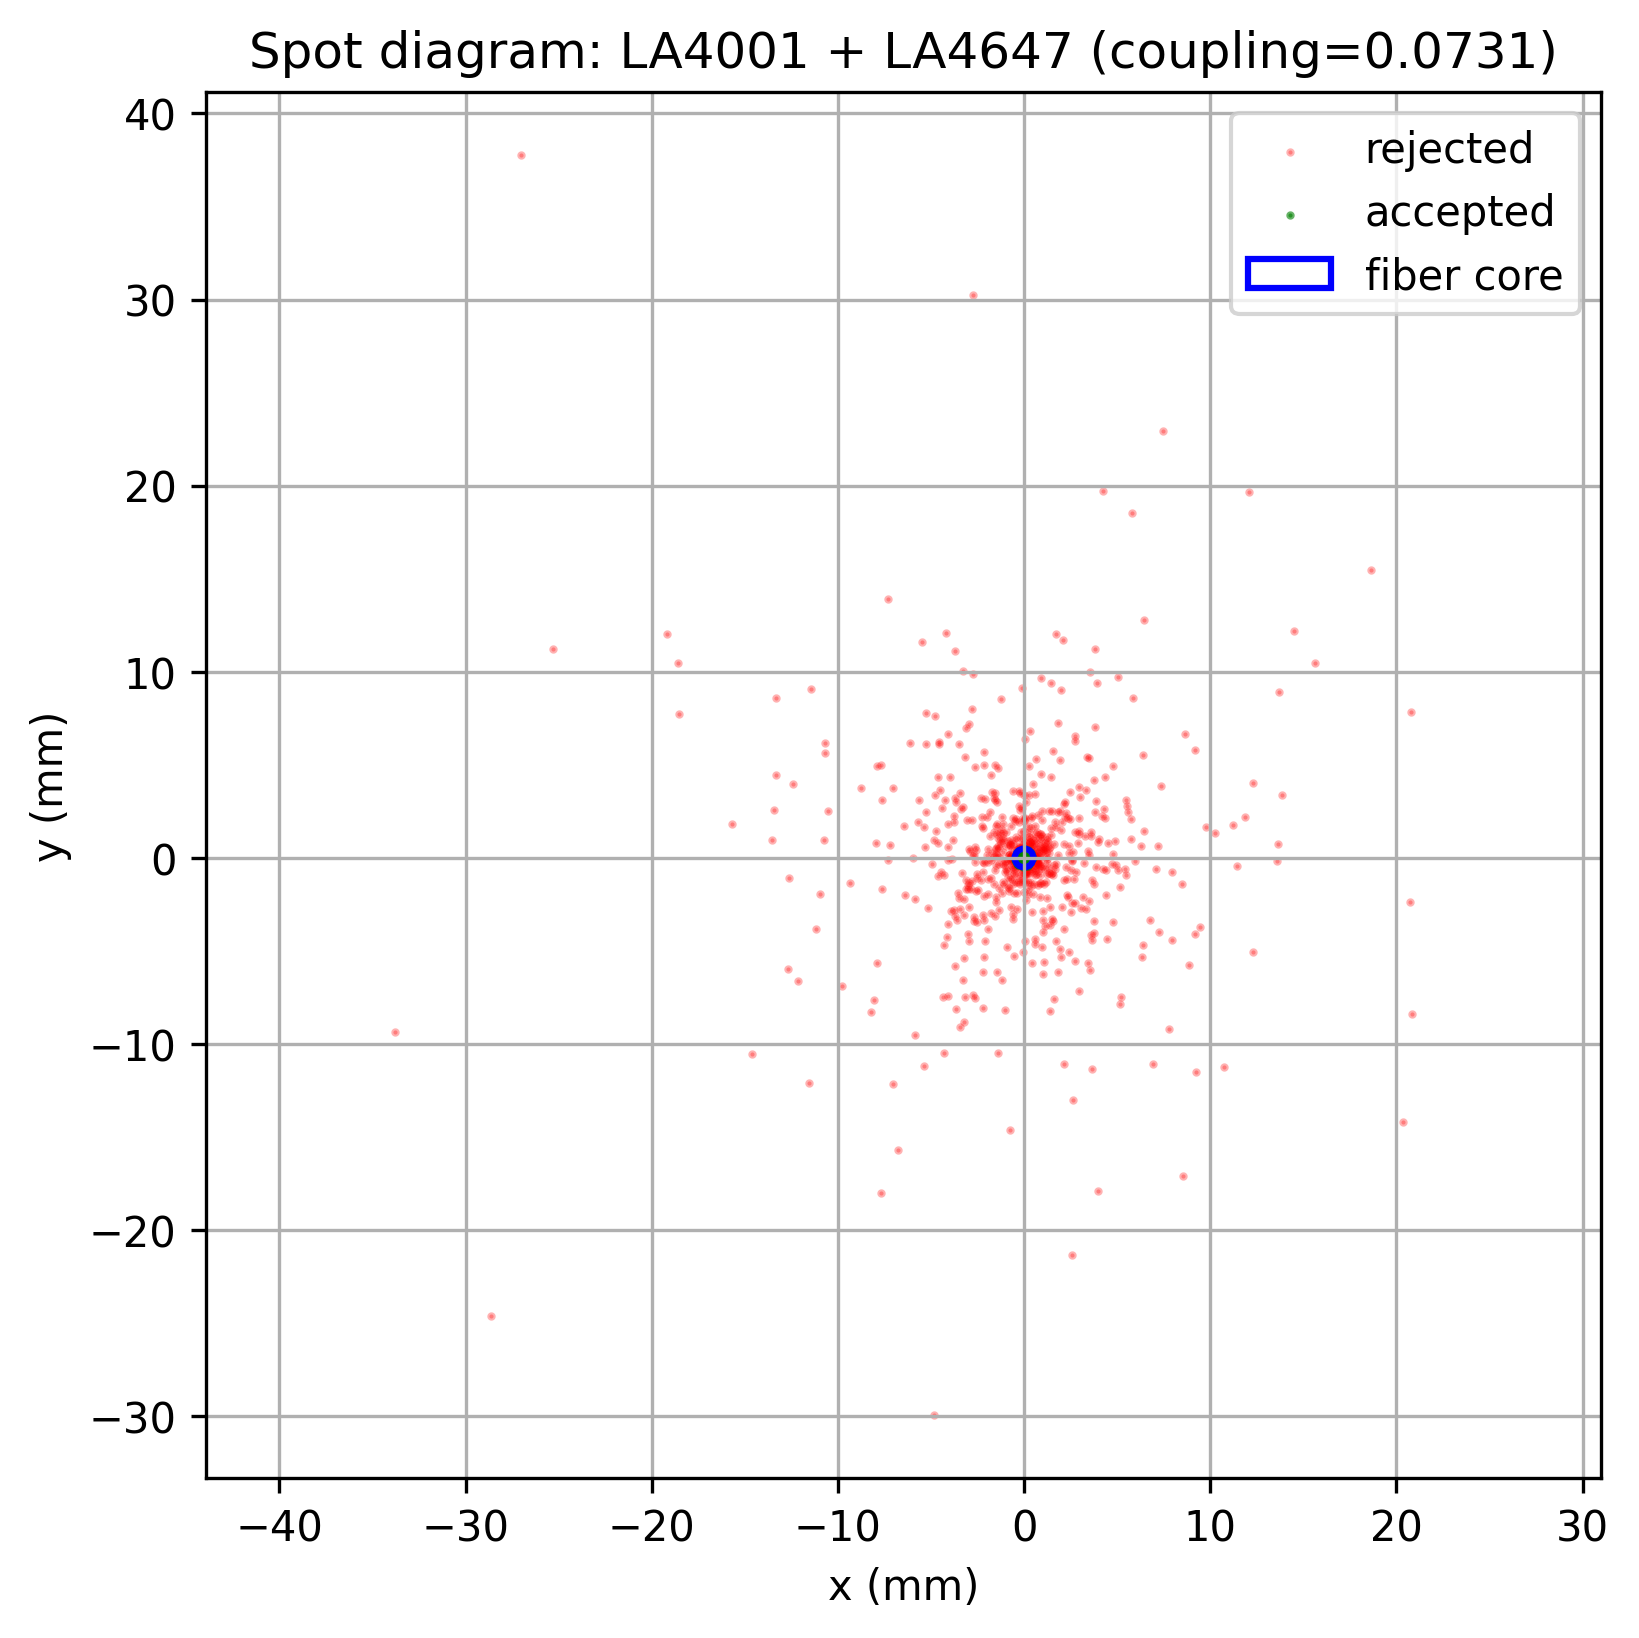 Spot diagram: LA4001 + LA4647 (coupling=0.0731)
rejected
accepted
fiber core
40
30
20
10
0
−10
−20
−30
y (mm)
−40 −30 −20 −10 0 10 20 30
x (mm)